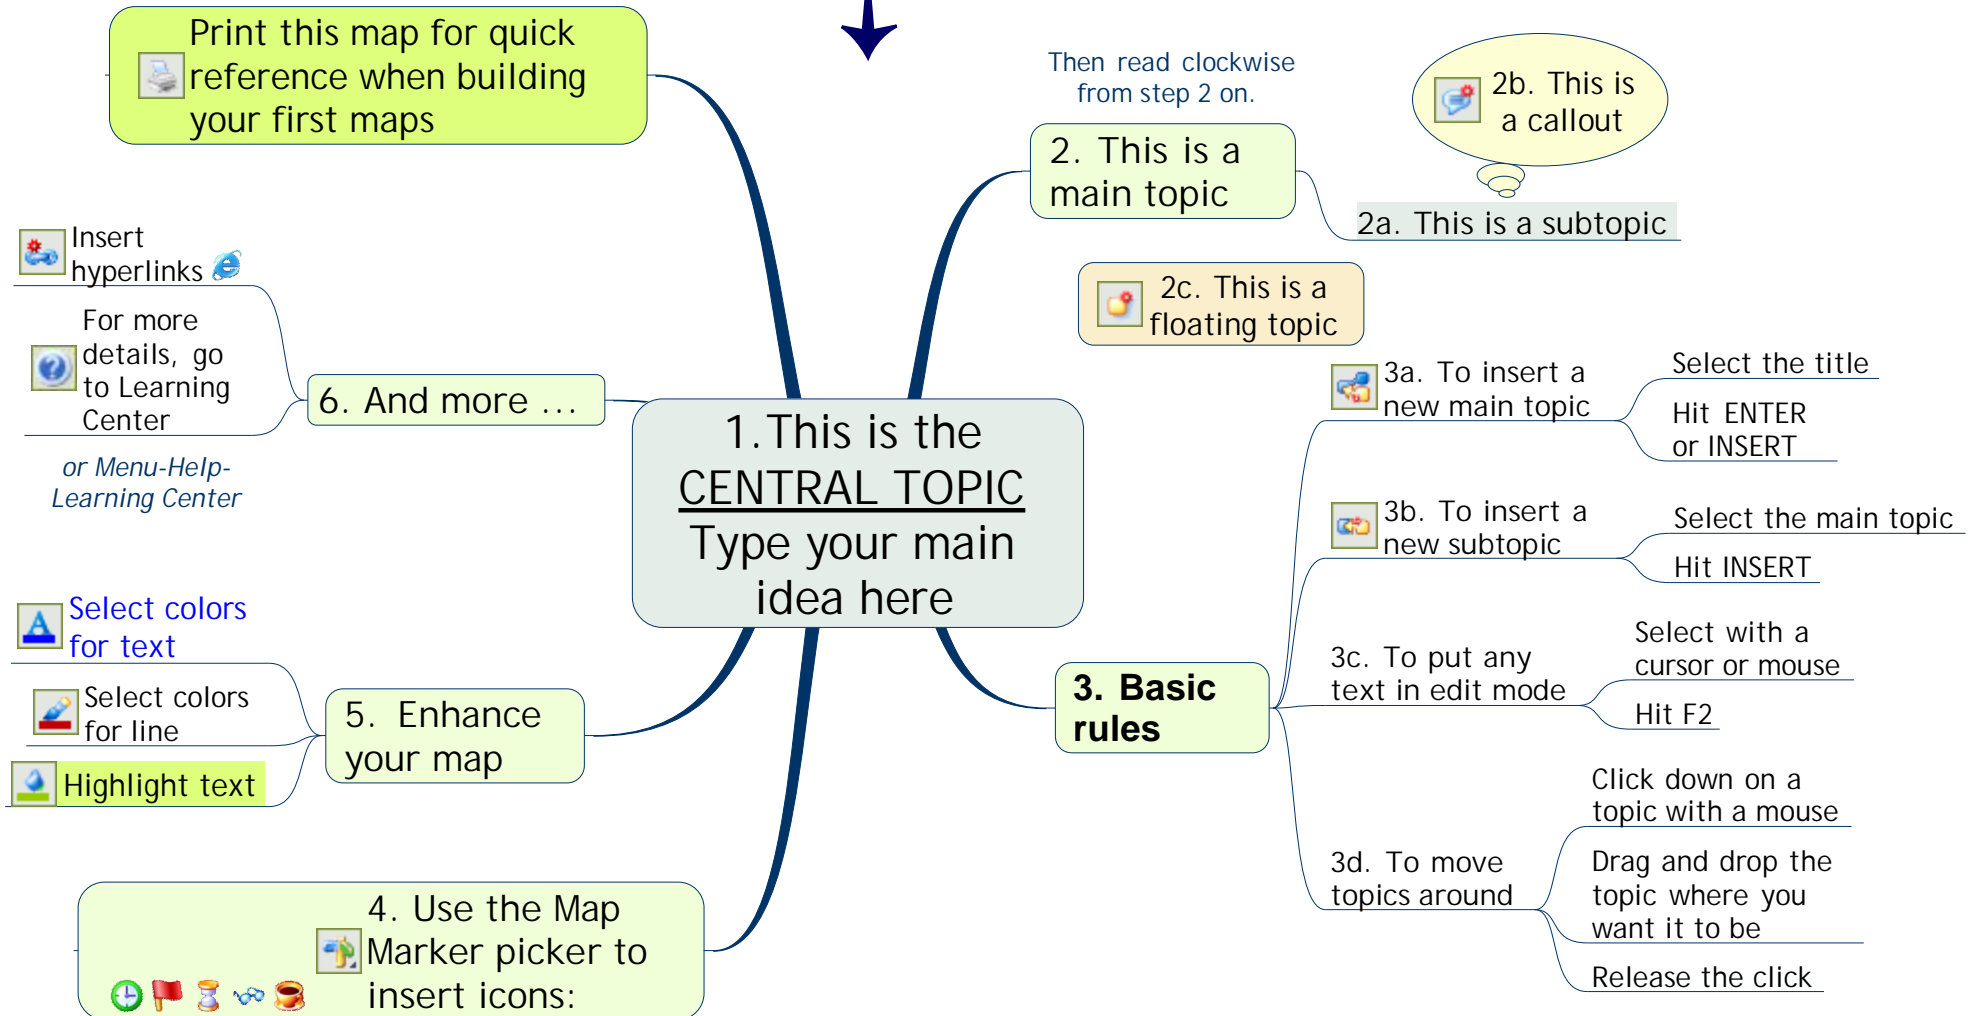 Print this map for quick
reference when building
your first maps
Then read clockwise
from step 2 on.
2b. This is
a callout
2. This is a
main topic
2a. This is a subtopic
2c. This is a
floating topic
1.This is the
CENTRAL TOPIC
Type your main
idea here
3. Basic
rules
3a. To insert a
new main topic
Select the title
Hit ENTER
or INSERT
3b. To insert a
new subtopic
Select the main topic
Hit INSERT
3c. To put any
text in edit mode
Select with a
cursor or mouse
Hit F2
3d. To move
topics around
Click down on a
topic with a mouse
Drag and drop the
topic where you
want it to be
Release the click
4. Use the Map
Marker picker to
insert icons:
5. Enhance
your map
Select colors
for text
Select colors
for line
Highlight text
6. And more ...
Insert
hyperlinks
For more
details, go
to Learning
Center
or Menu-Help-
Learning Center